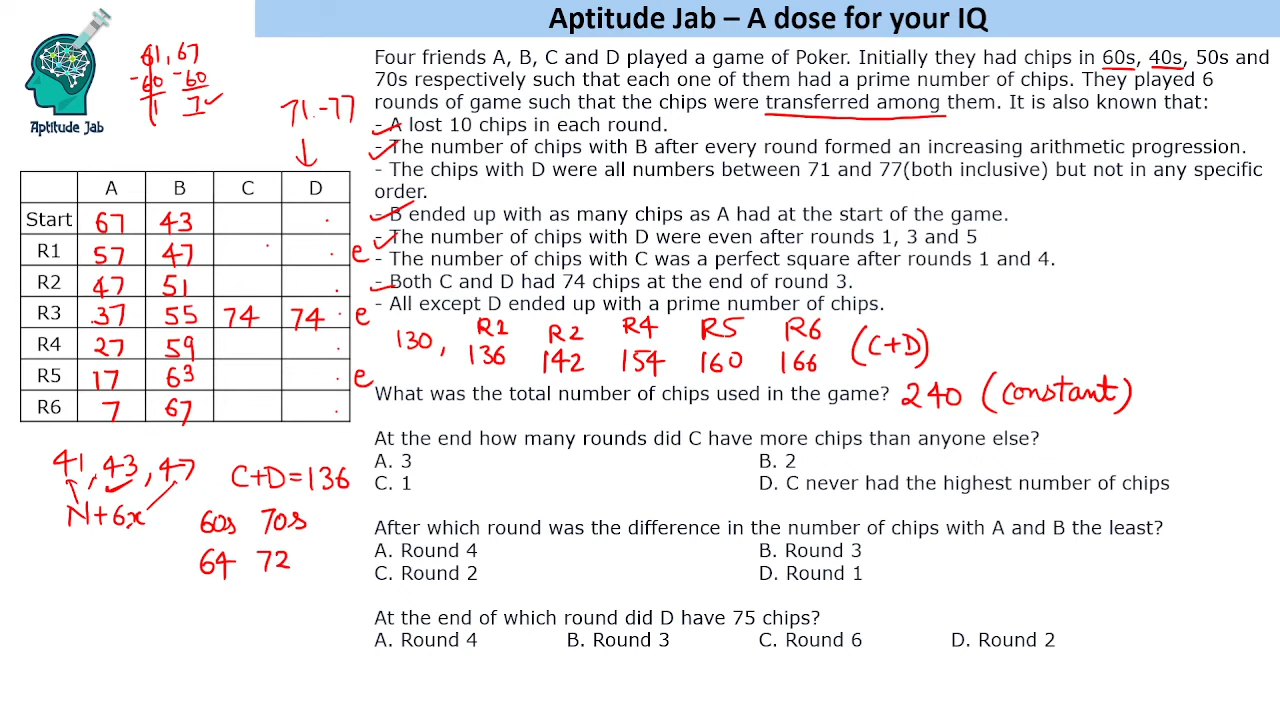 Aptitude Jab – A dose for your IQ
Aptitude Jab
61, 67
-60 -60
1 7
71-77
Four friends A, B, C and D played a game of Poker. Initially they had chips in 60s, 40s, 50s and
70s respectively such that each one of them had a prime number of chips. They played 6
rounds of game such that the chips were transferred among them. It is also known that:
- A lost 10 chips in each round.
- The number of chips with B after every round formed an increasing arithmetic progression.
- The chips with D were all numbers between 71 and 77(both inclusive) but not in any specific
order.
- B ended up with as many chips as A had at the start of the game.
- The number of chips with D were even after rounds 1, 3 and 5
- The number of chips with C was a perfect square after rounds 1 and 4.
- Both C and D had 74 chips at the end of round 3.
- All except D ended up with a prime number of chips.
A B C D
Start 67 43
R1 57 47 e
R2 47 51
R3 37 55 74 74 e
R4 27 59
R5 17 63 e
R6 7 67
R1 R2 R4 R5 R6
130, 136 142 154 160 166 (C+D)
What was the total number of chips used in the game? 240 (constant)
At the end how many rounds did C have more chips than anyone else?
A. 3 B. 2
C. 1 D. C never had the highest number of chips
After which round was the difference in the number of chips with A and B the least?
A. Round 4 B. Round 3
C. Round 2 D. Round 1
At the end of which round did D have 75 chips?
A. Round 4 B. Round 3 C. Round 6 D. Round 2
41, 43, 47
N+6x
C+D=136
60s 70s
64 72